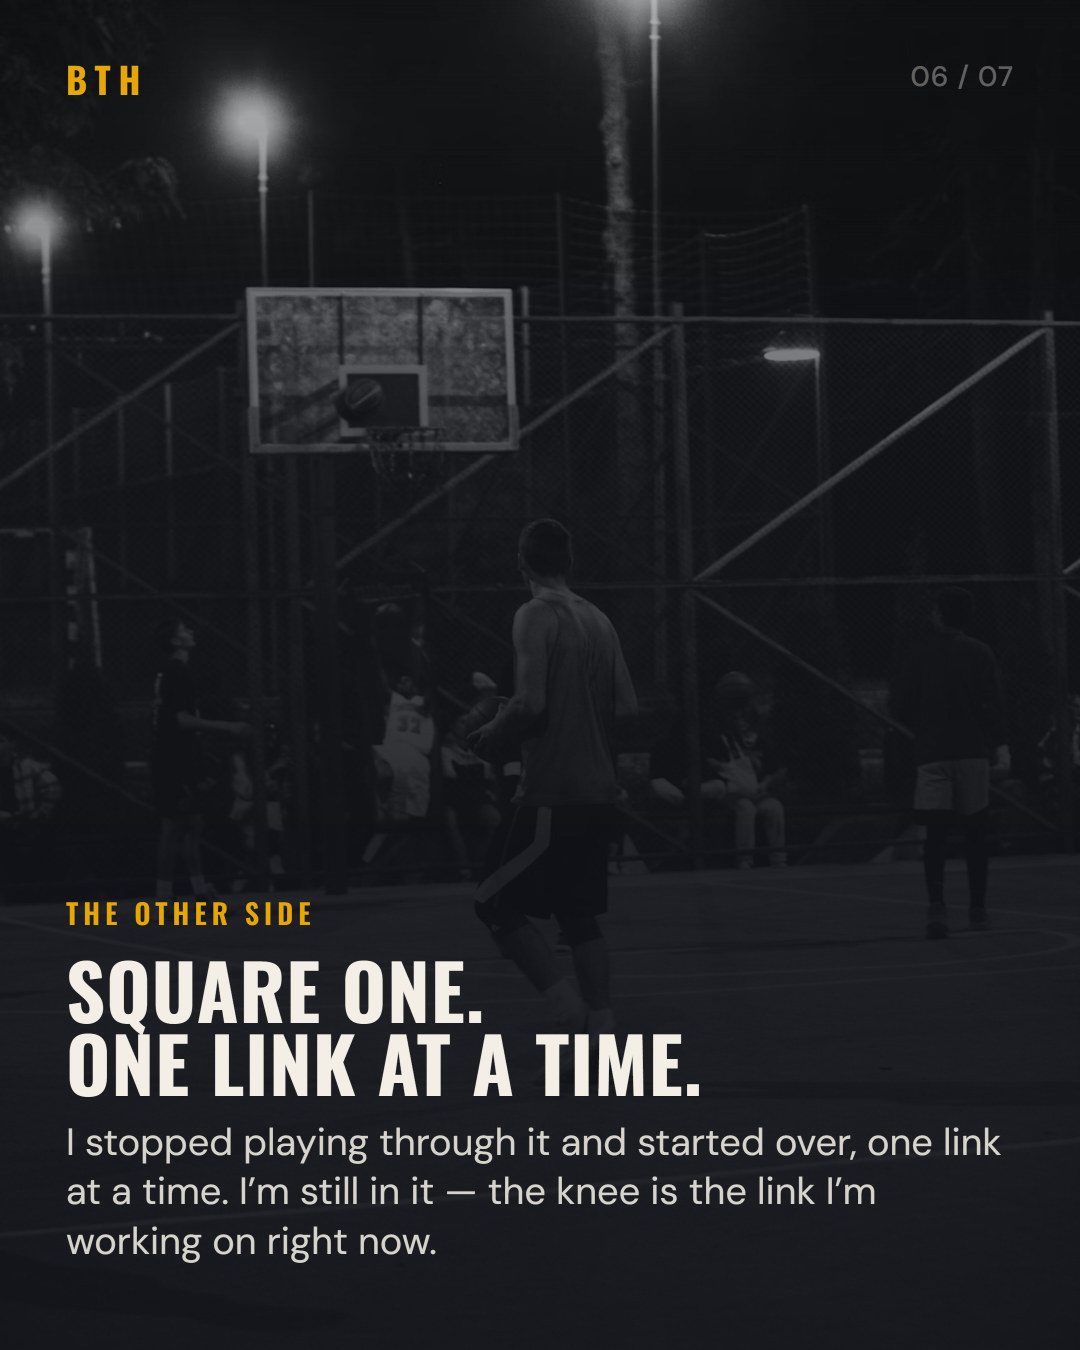 BTH
06 / 07
THE OTHER SIDE
SQUARE ONE.
ONE LINK AT A TIME.
I stopped playing through it and started over, one link
at a time. I’m still in it — the knee is the link I’m
working on right now.